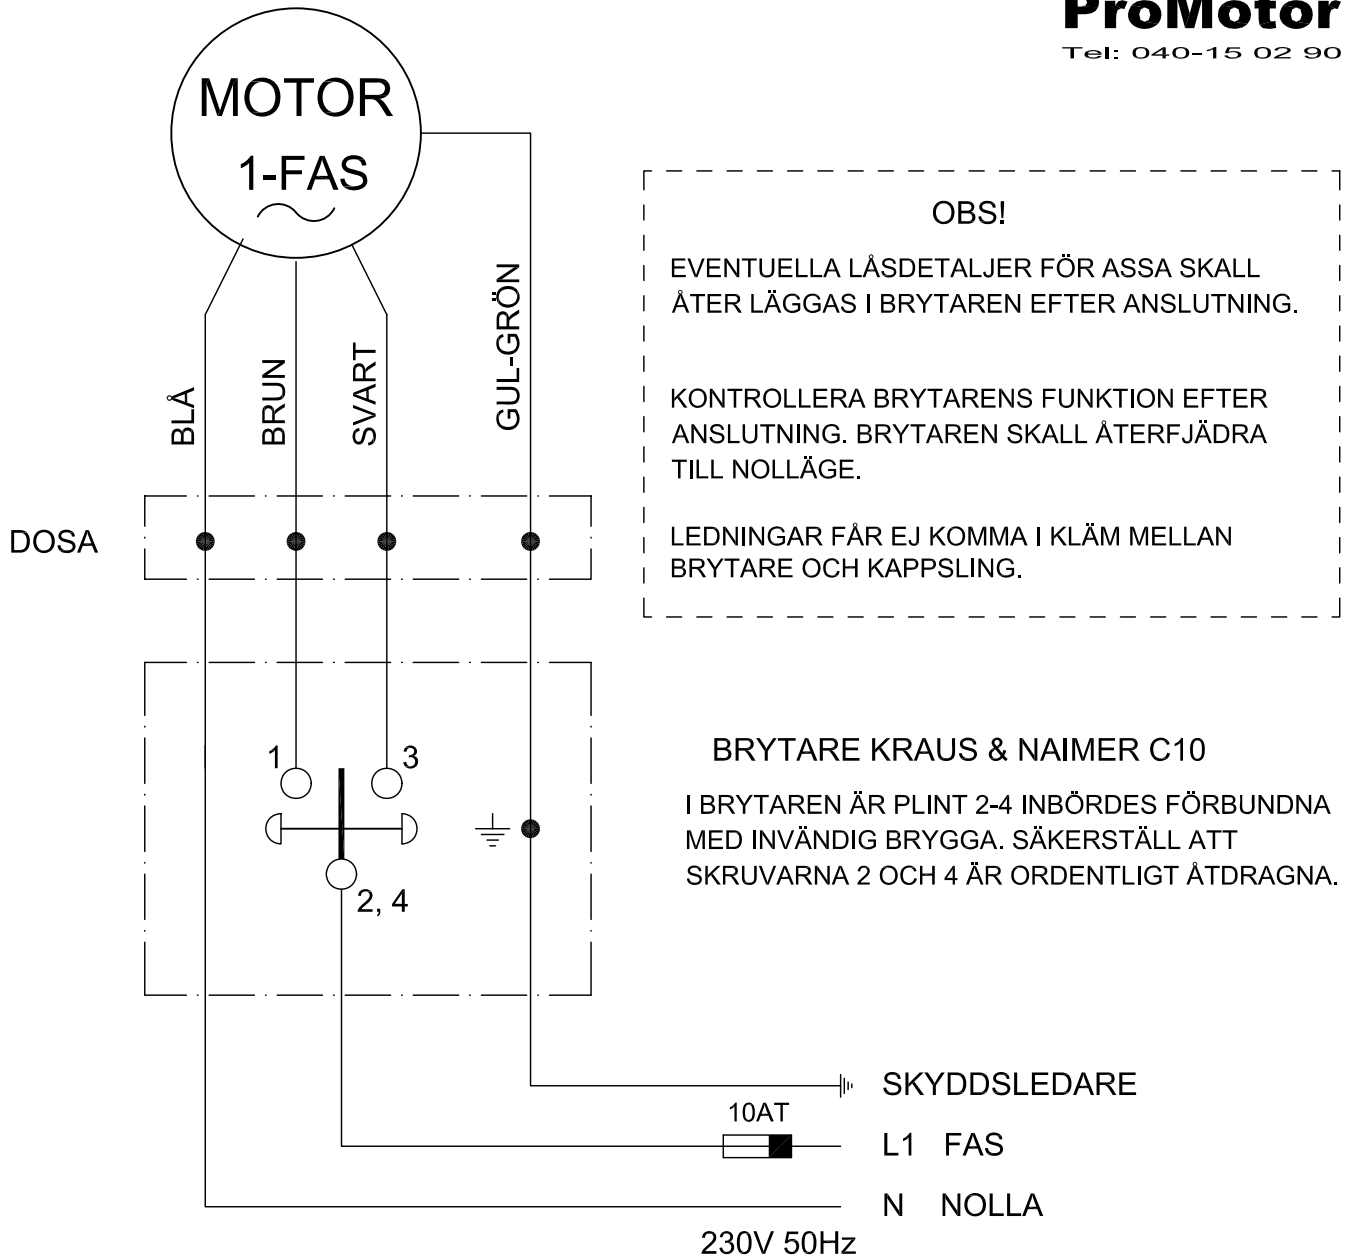 ProMotor
Tel: 040-15 02 90
MOTOR
1-FAS
OBS!
EVENTUELLA LÅSDETALJER FÖR ASSA SKALL
ÅTER LÄGGAS I BRYTAREN EFTER ANSLUTNING.
KONTROLLERA BRYTARENS FUNKTION EFTER
ANSLUTNING. BRYTAREN SKALL ÅTERFJÄDRA
TILL NOLLÄGE.
LEDNINGAR FÅR EJ KOMMA I KLÄM MELLAN
BRYTARE OCH KAPPSLING.
BLÅ
BRUN
SVART
GUL-GRÖN
DOSA
1
3
2, 4
BRYTARE KRAUS & NAIMER C10
I BRYTAREN ÄR PLINT 2-4 INBÖRDES FÖRBUNDNA
MED INVÄNDIG BRYGGA. SÄKERSTÄLL ATT
SKRUVARNA 2 OCH 4 ÄR ORDENTLIGT ÅTDRAGNA.
SKYDDSLEDARE
10AT
L1 FAS
N NOLLA
230V 50Hz